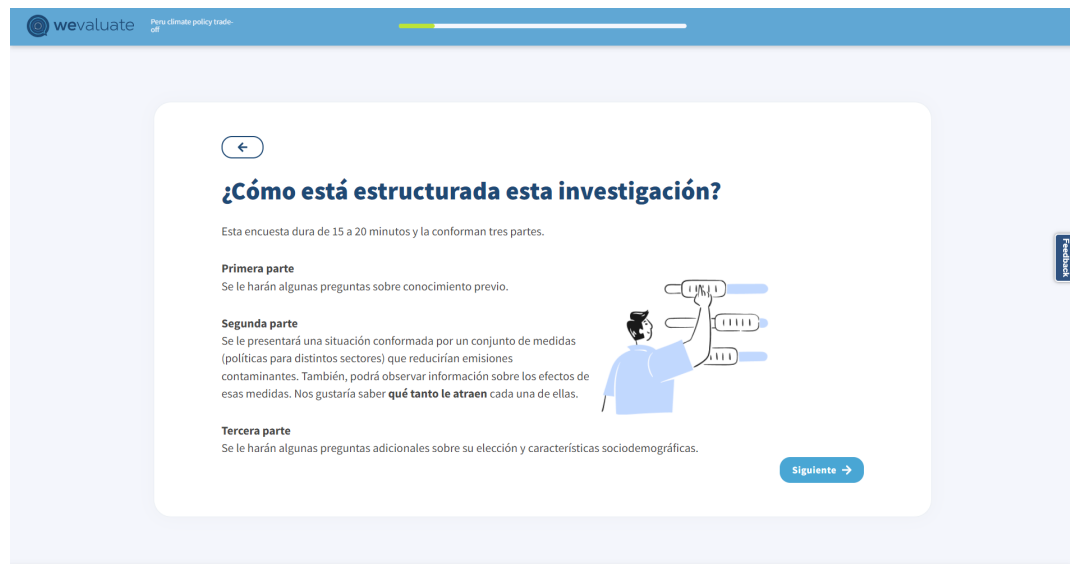 wevaluate
Peru climate policy trade-
off
¿Cómo está estructurada esta investigación?
Esta encuesta dura de 15 a 20 minutos y la conforman tres partes.
Primera parte
Se le harán algunas preguntas sobre conocimiento previo.
Segunda parte
Se le presentará una situación conformada por un conjunto de medidas
(políticas para distintos sectores) que reducirían emisiones
contaminantes. También, podrá observar información sobre los efectos de
esas medidas. Nos gustaría saber qué tanto le atraen cada una de ellas.
Tercera parte
Se le harán algunas preguntas adicionales sobre su elección y características sociodemográficas.
Siguiente
Feedback